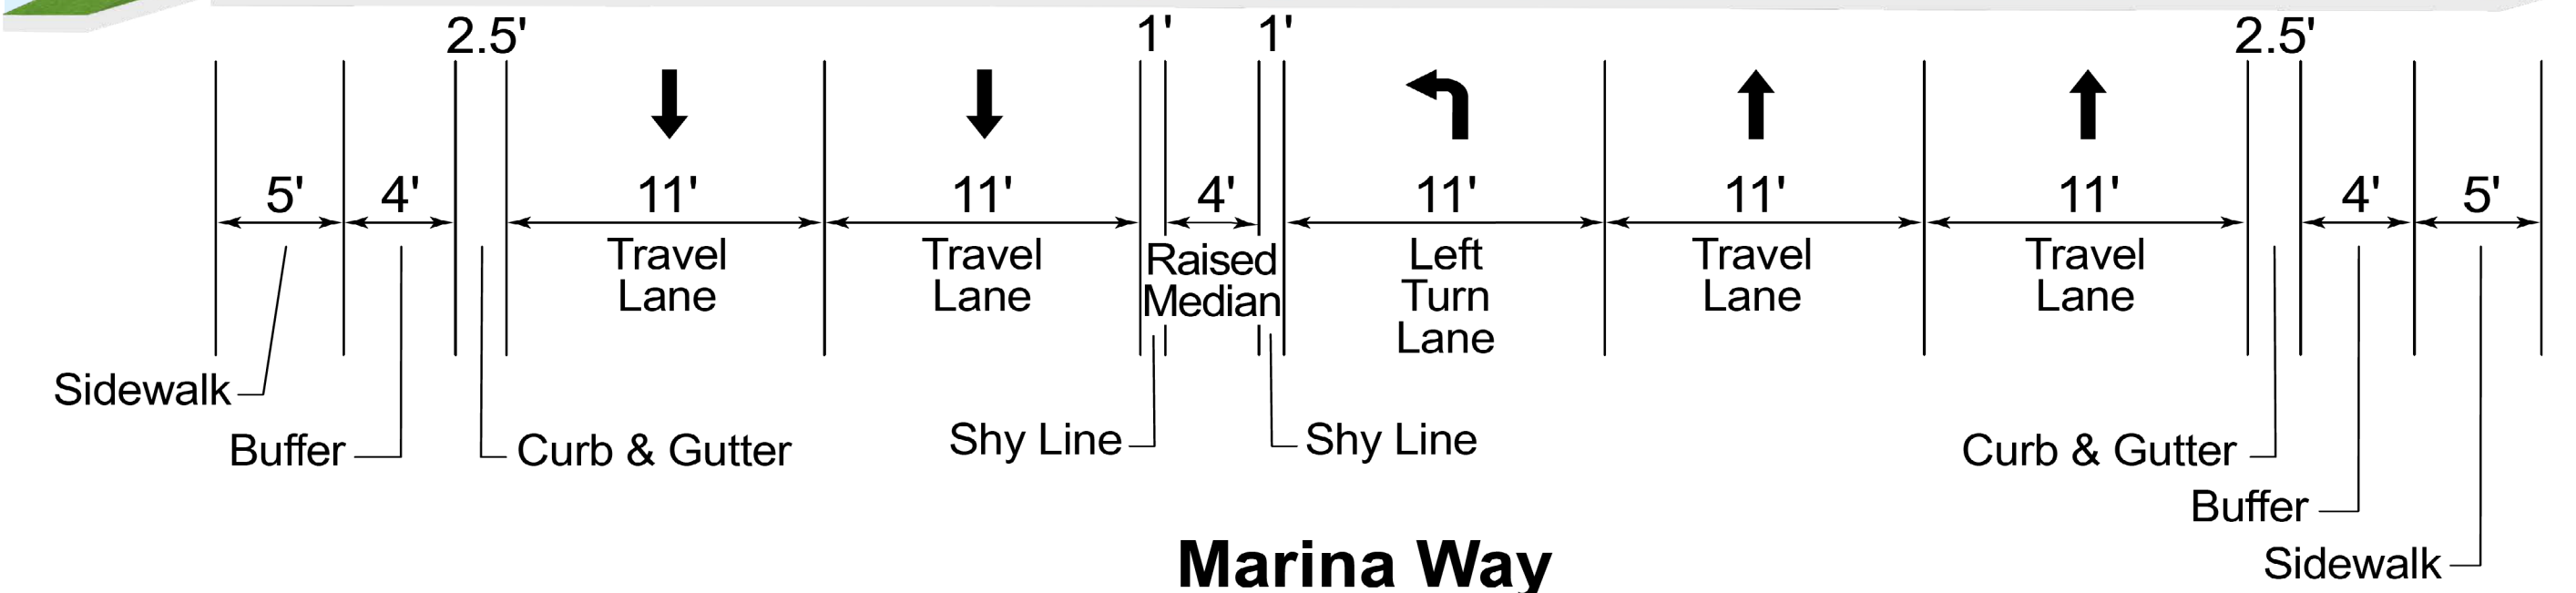 2.5' 1' 1' 2.5'
5' 4' 11' 11' 4' 11' 11' 11' 4' 5'
Travel
Lane
Travel
Lane
Raised
Median
Left
Turn
Lane
Travel
Lane
Travel
Lane
Sidewalk
Buffer
Curb & Gutter
Shy Line
Shy Line
Curb & Gutter
Buffer
Sidewalk
Marina Way